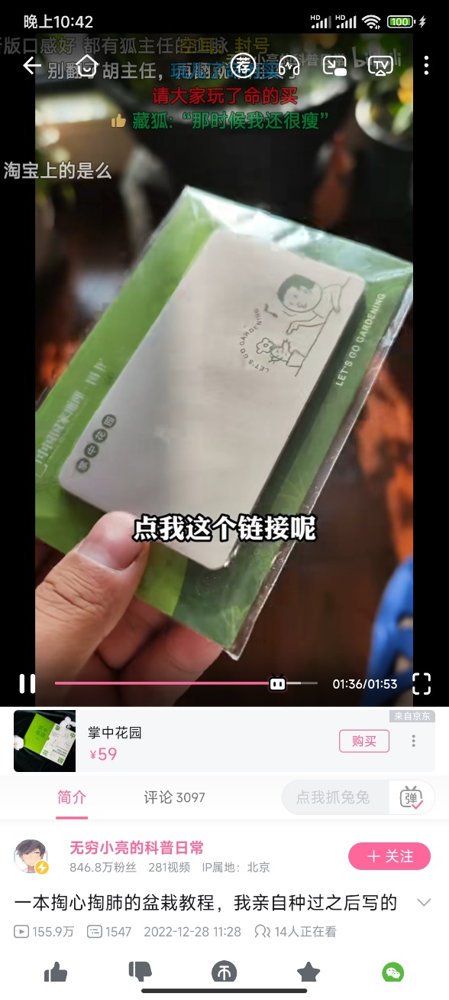 晚上10:42
HD
HD
100
版口感好 都有狐主任的
封号
别翻了胡主任，
荐
TV
请大家玩了命的买
藏狐：“那时候我还很瘦”
淘宝上的是么
LET'S GO GARDENING
LET'S GO GARDENING
掌中花园
点我这个链接呢
01:36/01:53
来自京东
掌中花园
¥59
购买
简介
评论 3097
点我抓兔兔
弹
无穷小亮的科普日常
846.8万粉丝 281视频 IP属地：北京
＋ 关注
一本掏心掏肺的盆栽教程，我亲自种过之后写的
155.9万 1547 2022-12-28 11:28 14人正在看